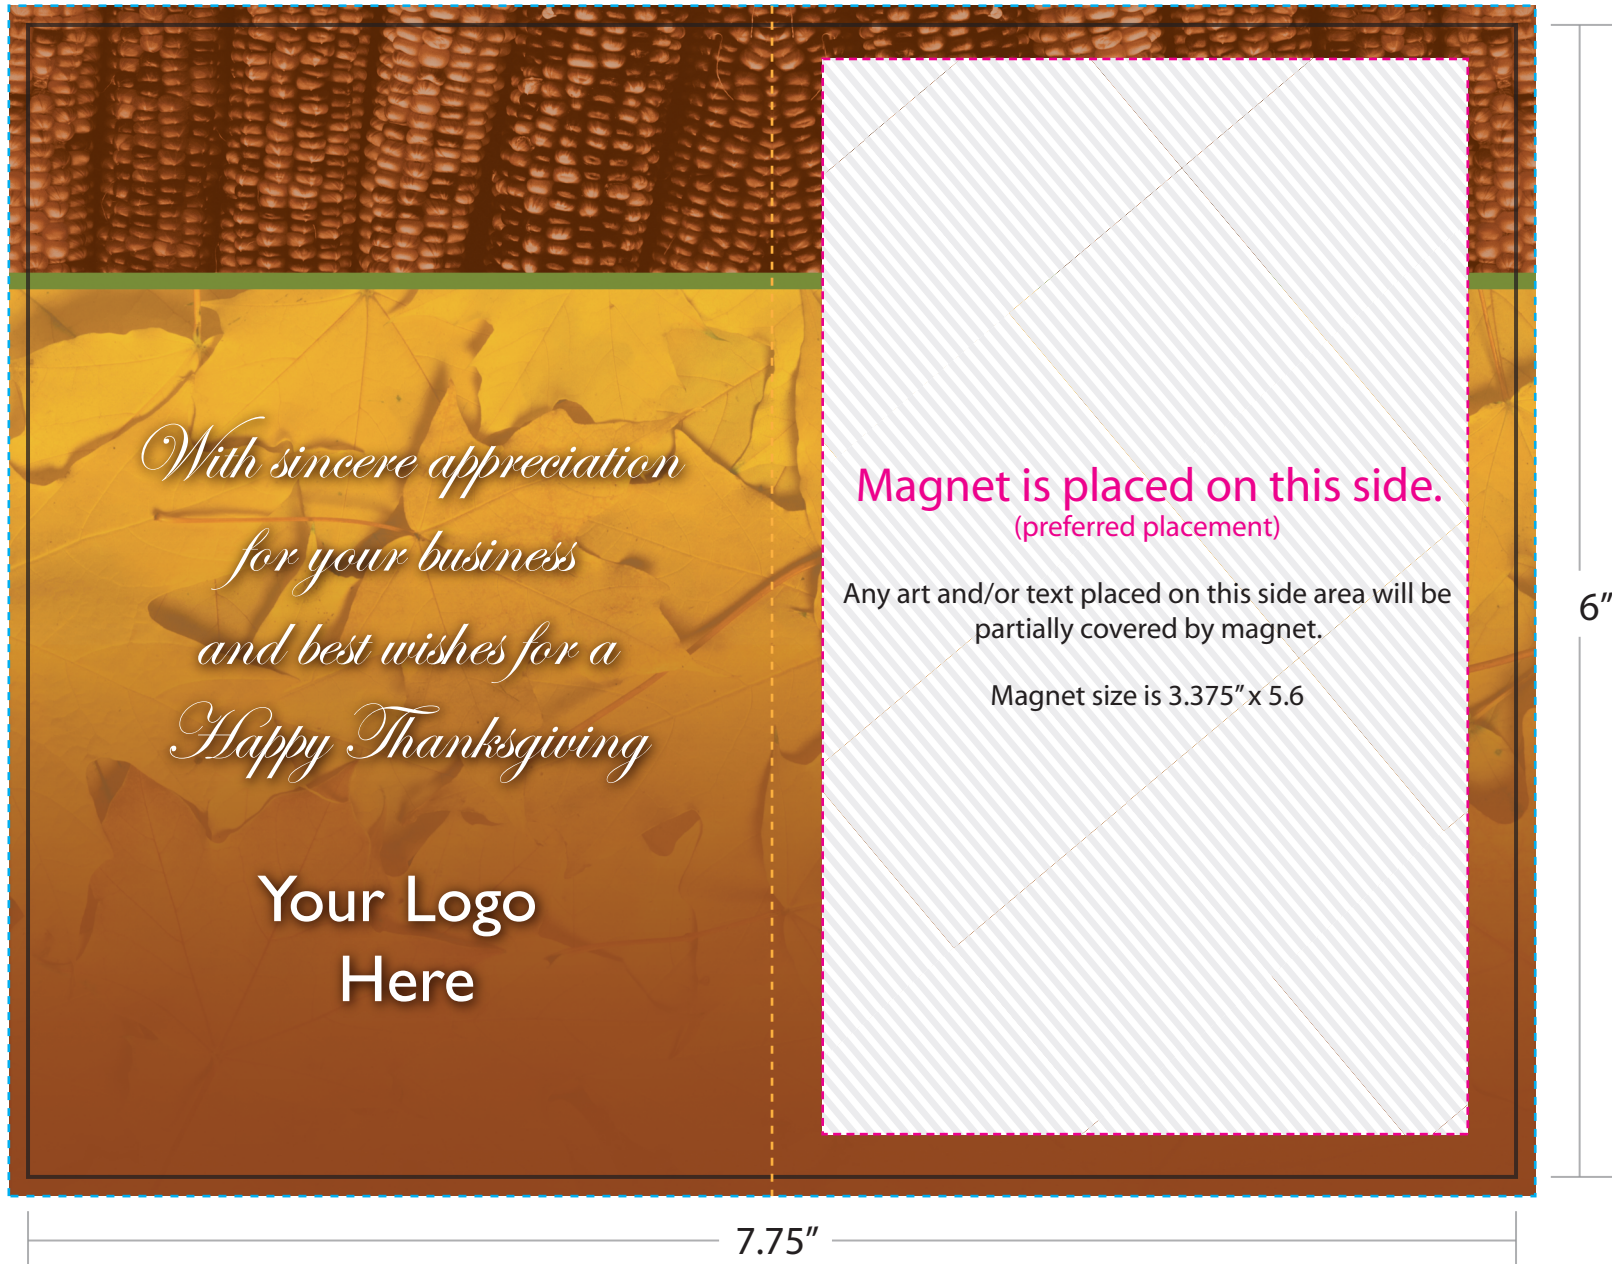 With sincere appreciation
for your business
and best wishes for a
Happy Thanksgiving
Your Logo
Here
Magnet is placed on this side.
(preferred placement)
Any art and/or text placed on this side area will be
partially covered by magnet.
Magnet size is 3.375” x 5.6
6”
7.75”